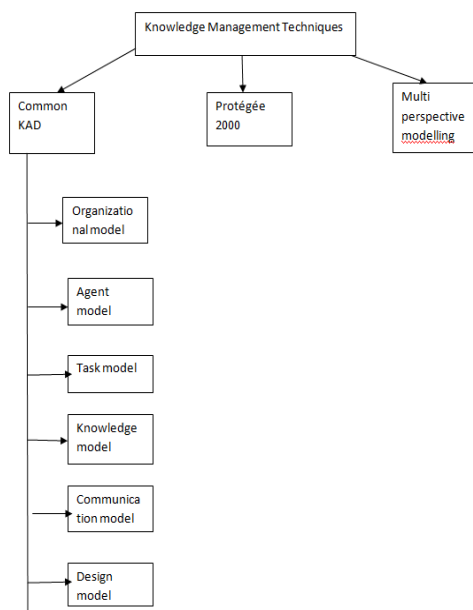 Knowledge Management Techniques
Common
KAD
Protégée
2000
Multi
perspective
modelling
Organizatio
nal model
Agent
model
Task model
Knowledge
model
Communica
tion model
Design
model